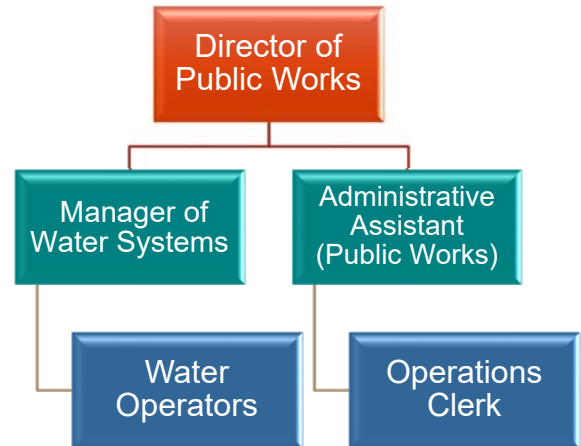 Director of
Public Works
Manager of
Water Systems
Administrative
Assistant
(Public Works)
Water
Operators
Operations
Clerk